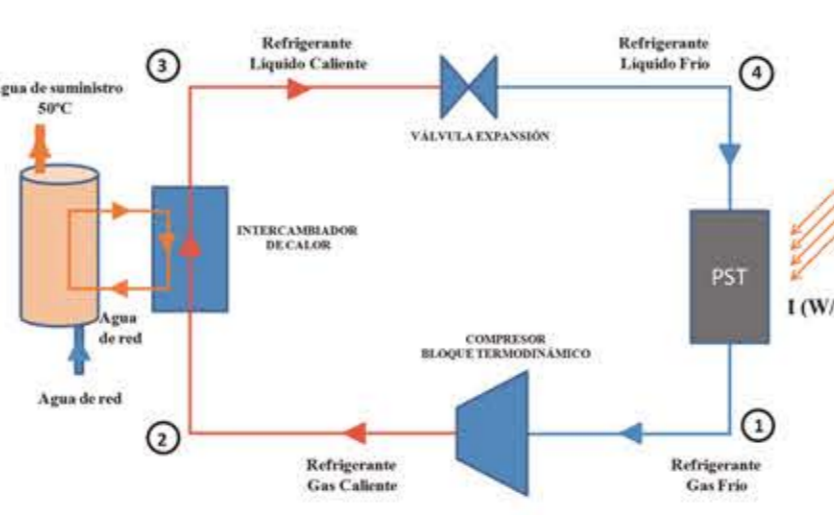 3
Refrigerante
Líquido Caliente
Refrigerante
Líquido Frío
4
gua de suministro
50ºC
VÁLVULA EXPANSIÓN
INTERCAMBIADOR
DE CALOR
PST
I (W/
Agua
de red
COMPRESOR
BLOQUE TERMODINÁMICO
Agua de red
2
Refrigerante
Gas Caliente
1
Refrigerante
Gas Frío